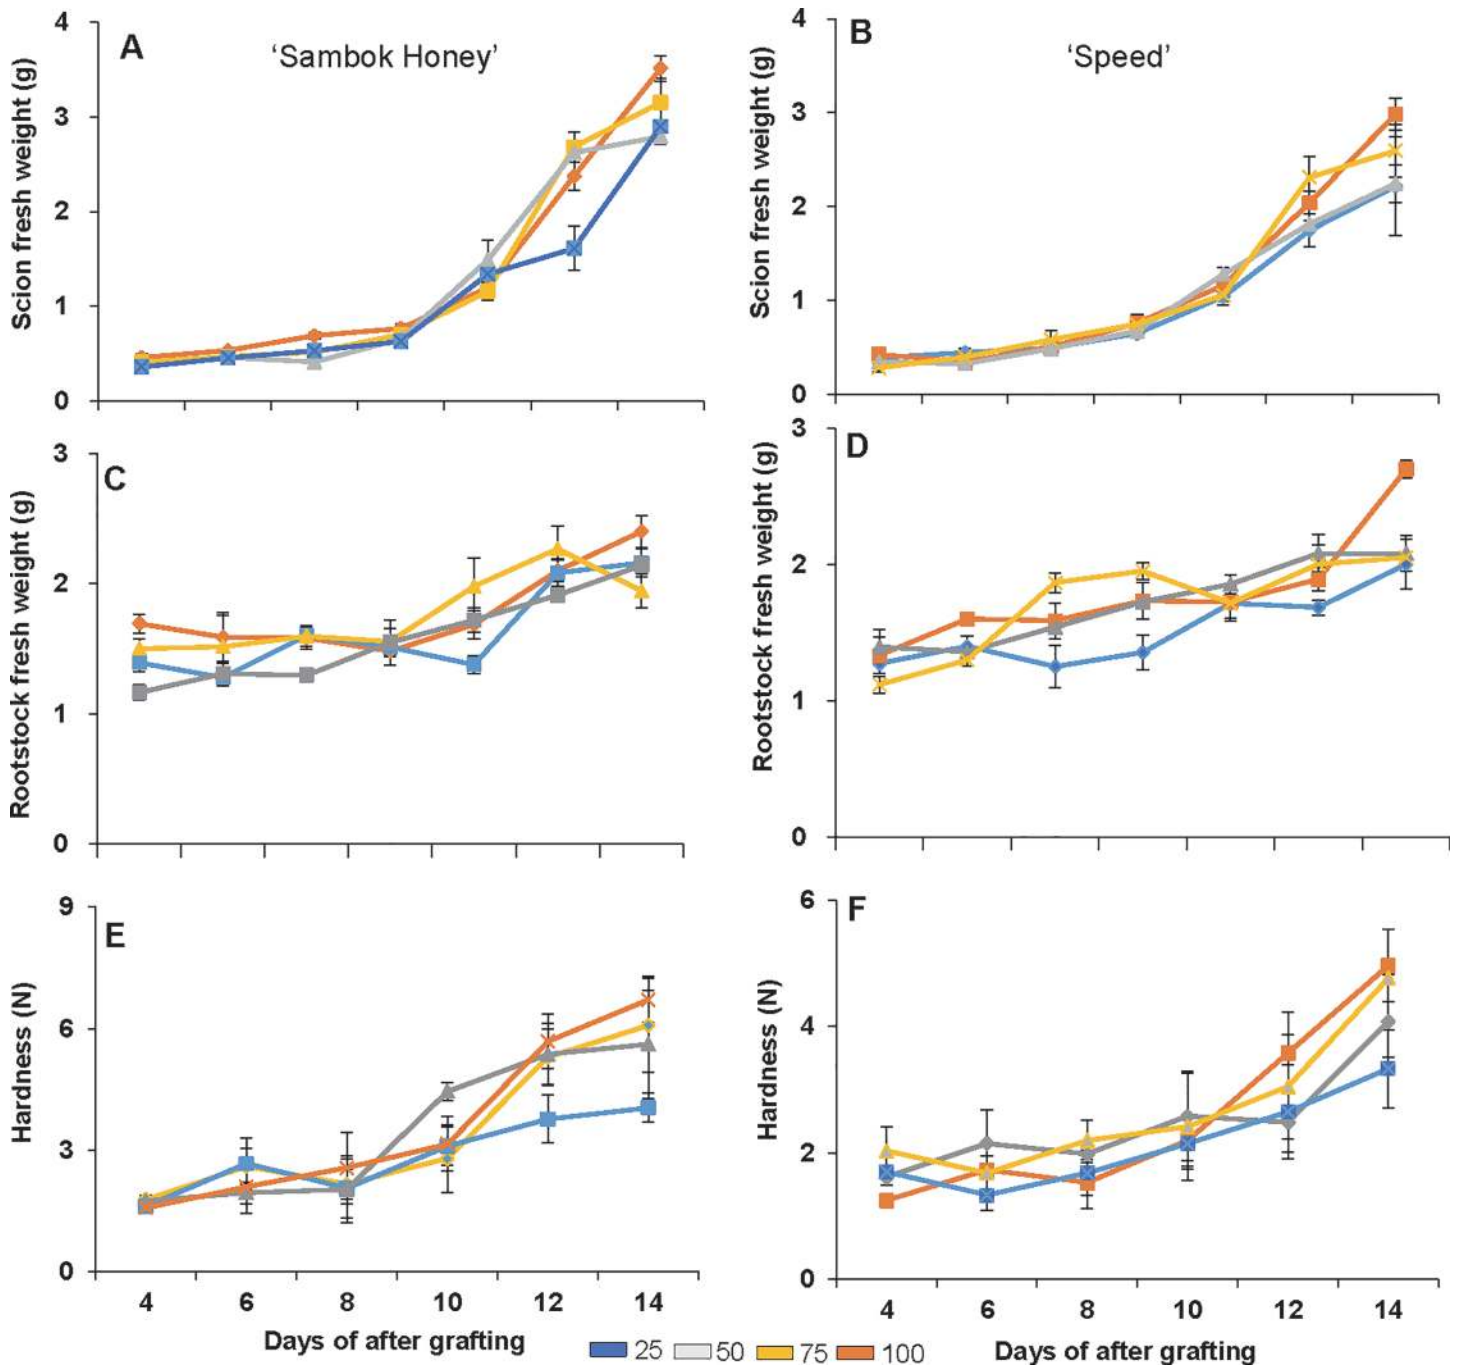 A
'Sambok Honey'
Scion fresh weight (g)
4
3
2
1
0
B
'Speed'
Scion fresh weight (g)
4
3
2
1
0
C
Rootstock fresh weight (g)
3
2
1
0
D
Rootstock fresh weight (g)
3
2
1
0
E
Hardness (N)
9
6
3
0
4 6 8 10 12 14
Days of after grafting
F
Hardness (N)
6
4
2
0
4 6 8 10 12 14
Days of after grafting
25 50 75 100